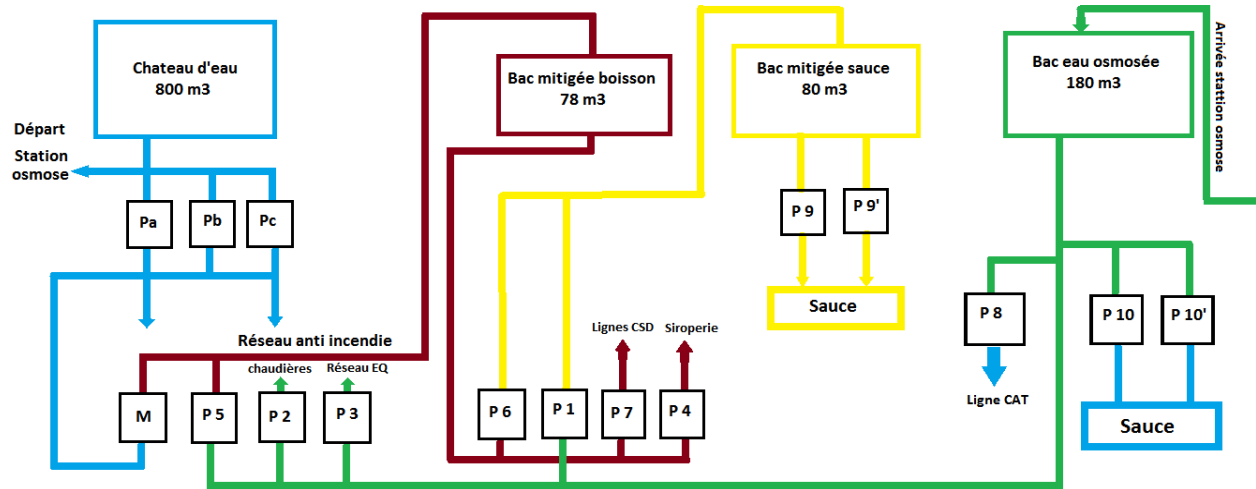 Chateau d'eau
800 m3
Départ
Station
osmose
Pa
Pb
Pc
Bac mitigée boisson
78 m3
Bac mitigée sauce
80 m3
Bac eau osmosée
180 m3
Arrivée stattion osmose
P 9
P 9'
Sauce
P 8
P 10
P 10'
Ligne CAT
Sauce
Réseau anti incendie
chaudières
Réseau EQ
Lignes CSD
Siroperie
M
P 5
P 2
P 3
P 6
P 1
P 7
P 4